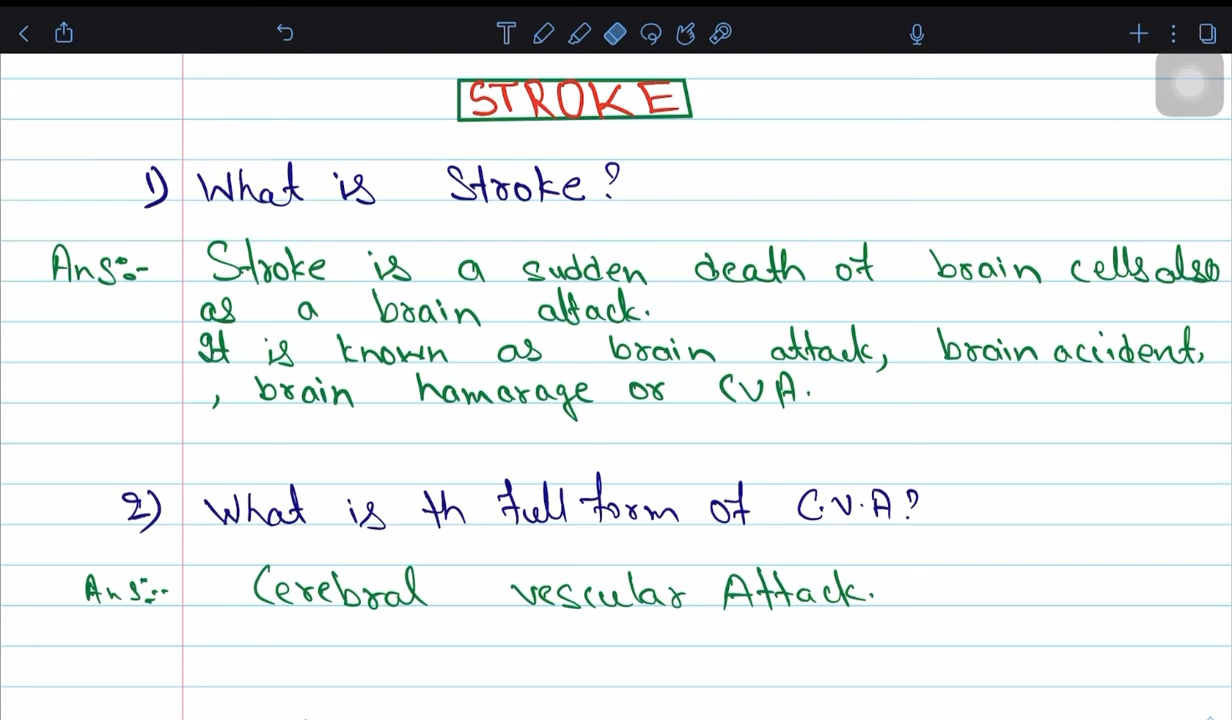 STROKE
1) What is Stroke?
Ans:- Stroke is a sudden death of brain cells also
as a brain attack.
It is known as brain attack, brain accident,
, brain hamarage or CVA.
2) What is th full form of C.V.A?
Ans:- Cerebral vescular Attack.